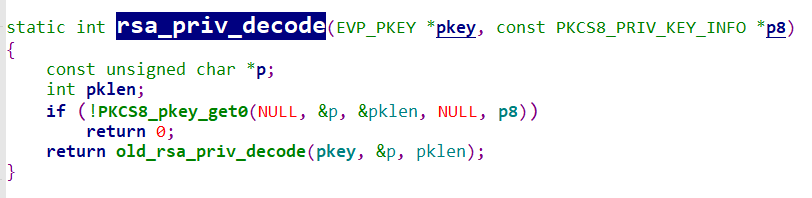 static int rsa_priv_decode(EVP_PKEY *pkey, const PKCS8_PRIV_KEY_INFO *p8)
{
    const unsigned char *p;
    int pklen;
    if (!PKCS8_pkey_get0(NULL, &p, &pklen, NULL, p8))
        return 0;
    return old_rsa_priv_decode(pkey, &p, pklen);
}